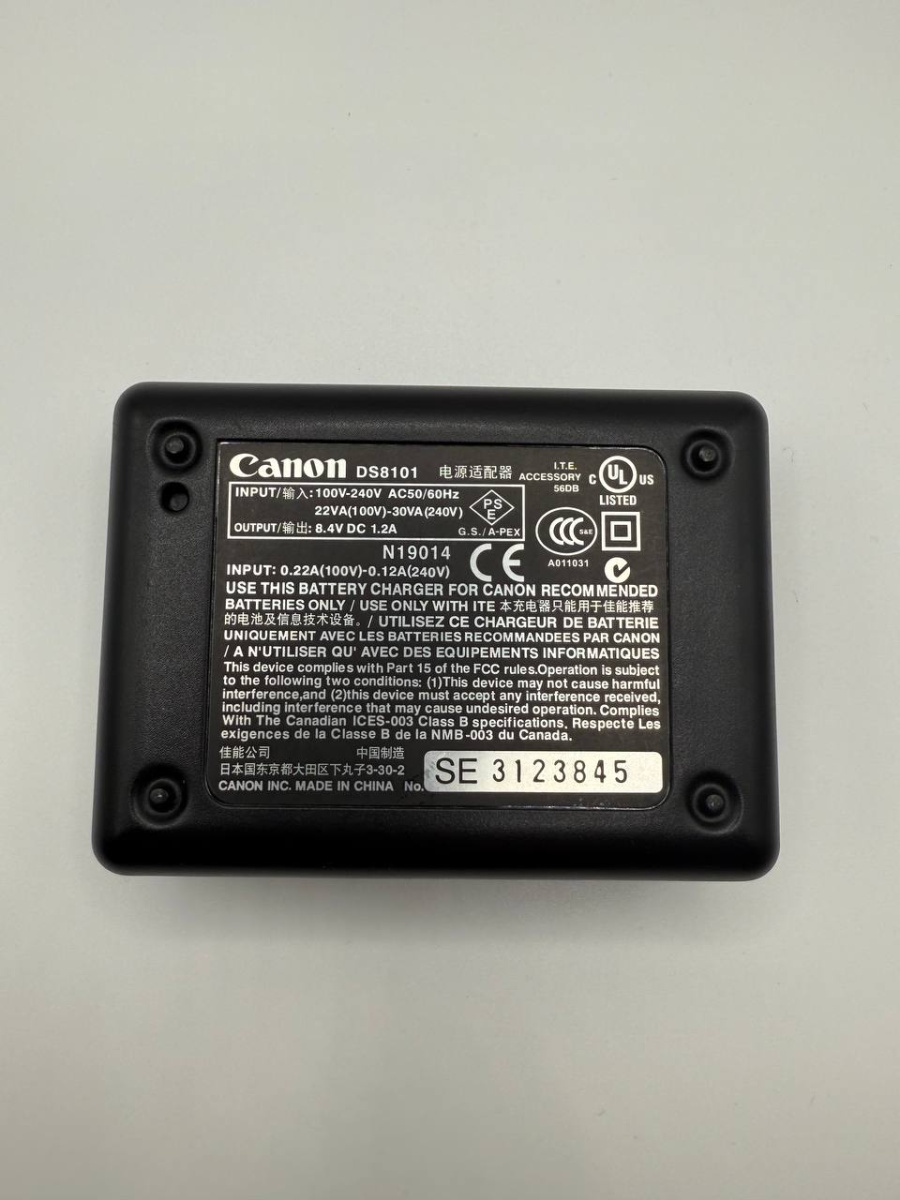 Canon DS8101 电源适配器
I.T.E.
ACCESSORY
56DB
C UL US
LISTED
INPUT/输入:100V-240V AC50/60Hz
22VA(100V)-30VA(240V)
OUTPUT/输出: 8.4V DC 1.2A
PS
E
G.S./A-PEX
CCC S&E
A011031
N19014
CE
INPUT: 0.22A(100V)-0.12A(240V)
USE THIS BATTERY CHARGER FOR CANON RECOMMENDED
BATTERIES ONLY / USE ONLY WITH ITE 本充电器只能用于佳能推荐
的电池及信息技术设备。/ UTILISEZ CE CHARGEUR DE BATTERIE
UNIQUEMENT AVEC LES BATTERIES RECOMMANDEES PAR CANON
/ A N'UTILISER QU' AVEC DES EQUIPEMENTS INFORMATIQUES
This device complies with Part 15 of the FCC rules.Operation is subject
to the following two conditions: (1)This device may not cause harmful
interference,and (2)this device must accept any interference received,
including interference that may cause undesired operation. Complies
With The Canadian ICES-003 Class B specifications, Respecte Les
exigences de la Classe B de la NMB-003 du Canada.
佳能公司 中国制造
日本国东京都大田区下丸子3-30-2
CANON INC. MADE IN CHINA No. SE 3123845